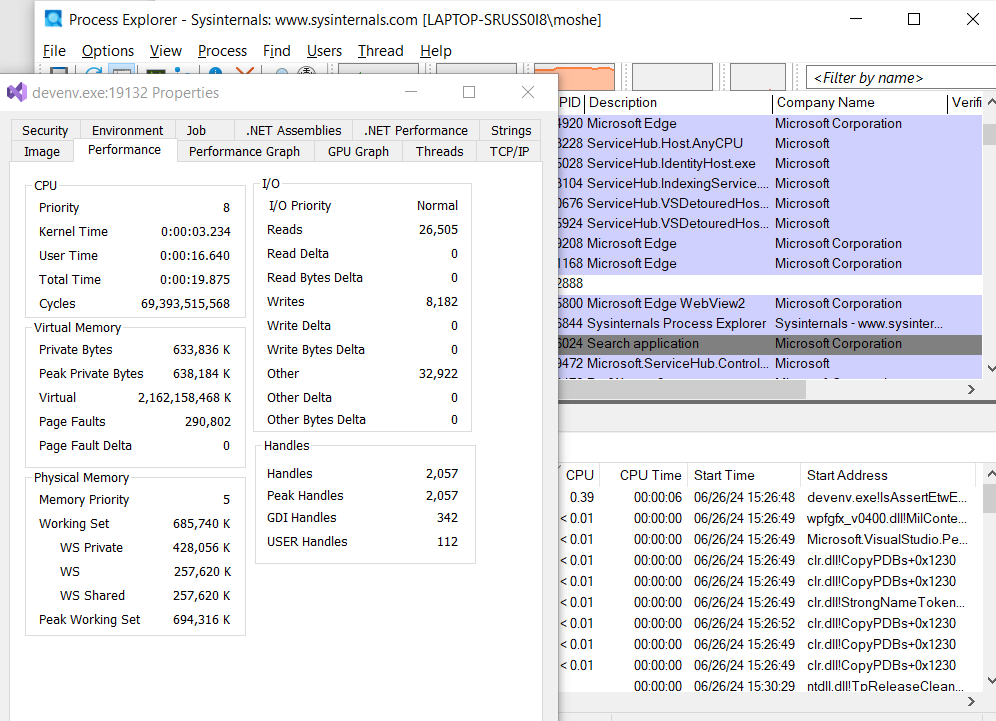 Process Explorer - Sysinternals: www.sysinternals.com [LAPTOP-SRUSS0I8\moshe]
File Options View Process Find Users Thread Help
<Filter by name>
devenv.exe:19132 Properties
Security Environment Job .NET Assemblies .NET Performance Strings
Image Performance Performance Graph GPU Graph Threads TCP/IP
CPU
Priority 8
Kernel Time 0:00:03.234
User Time 0:00:16.640
Total Time 0:00:19.875
Cycles 69,393,515,568
Virtual Memory
Private Bytes 633,836 K
Peak Private Bytes 638,184 K
Virtual 2,162,158,468 K
Page Faults 290,802
Page Fault Delta 0
Physical Memory
Memory Priority 5
Working Set 685,740 K
WS Private 428,056 K
WS 257,620 K
WS Shared 257,620 K
Peak Working Set 694,316 K
I/O
I/O Priority Normal
Reads 26,505
Read Delta 0
Read Bytes Delta 0
Writes 8,182
Write Delta 0
Write Bytes Delta 0
Other 32,922
Other Delta 0
Other Bytes Delta 0
Handles
Handles 2,057
Peak Handles 2,057
GDI Handles 342
USER Handles 112
PID Description Company Name Verifi
4920 Microsoft Edge Microsoft Corporation
8228 ServiceHub.Host.AnyCPU Microsoft
5028 ServiceHub.IdentityHost.exe Microsoft
3104 ServiceHub.IndexingService... Microsoft
0676 ServiceHub.VSDetouredHos... Microsoft
5924 ServiceHub.VSDetouredHos... Microsoft
9208 Microsoft Edge Microsoft Corporation
1168 Microsoft Edge Microsoft Corporation
2888
5800 Microsoft Edge WebView2 Microsoft Corporation
6844 Sysinternals Process Explorer Sysinternals - www.sysinter...
6024 Search application Microsoft Corporation
9472 Microsoft.ServiceHub.Control... Microsoft
CPU CPU Time Start Time Start Address
0.39 00:00:06 06/26/24 15:26:48 devenv.exe!IsAssertEtwE...
< 0.01 00:00:00 06/26/24 15:26:49 wpfgfx_v0400.dll!MilConte...
< 0.01 00:00:00 06/26/24 15:26:49 Microsoft.VisualStudio.Pe...
< 0.01 00:00:00 06/26/24 15:26:49 clr.dll!CopyPDBs+0x1230
< 0.01 00:00:00 06/26/24 15:26:49 clr.dll!CopyPDBs+0x1230
< 0.01 00:00:00 06/26/24 15:26:49 clr.dll!StrongNameToken...
< 0.01 00:00:00 06/26/24 15:26:52 clr.dll!CopyPDBs+0x1230
< 0.01 00:00:00 06/26/24 15:26:49 clr.dll!CopyPDBs+0x1230
< 0.01 00:00:00 06/26/24 15:26:49 clr.dll!CopyPDBs+0x1230
00:00:00 06/26/24 15:30:29 ntdll.dll!TpReleaseClean...